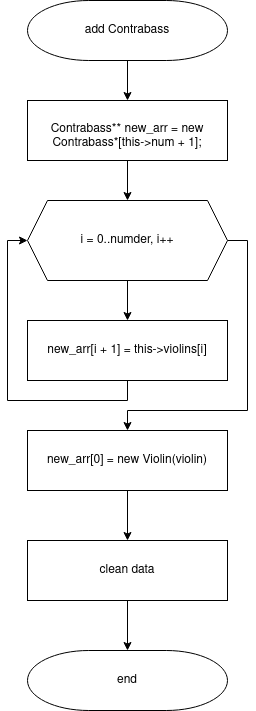 add Contrabass
Contrabass** new_arr = new
Contrabass*[this->num + 1];
i = 0..numder, i++
new_arr[i + 1] = this->violins[i]
new_arr[0] = new Violin(violin)
clean data
end